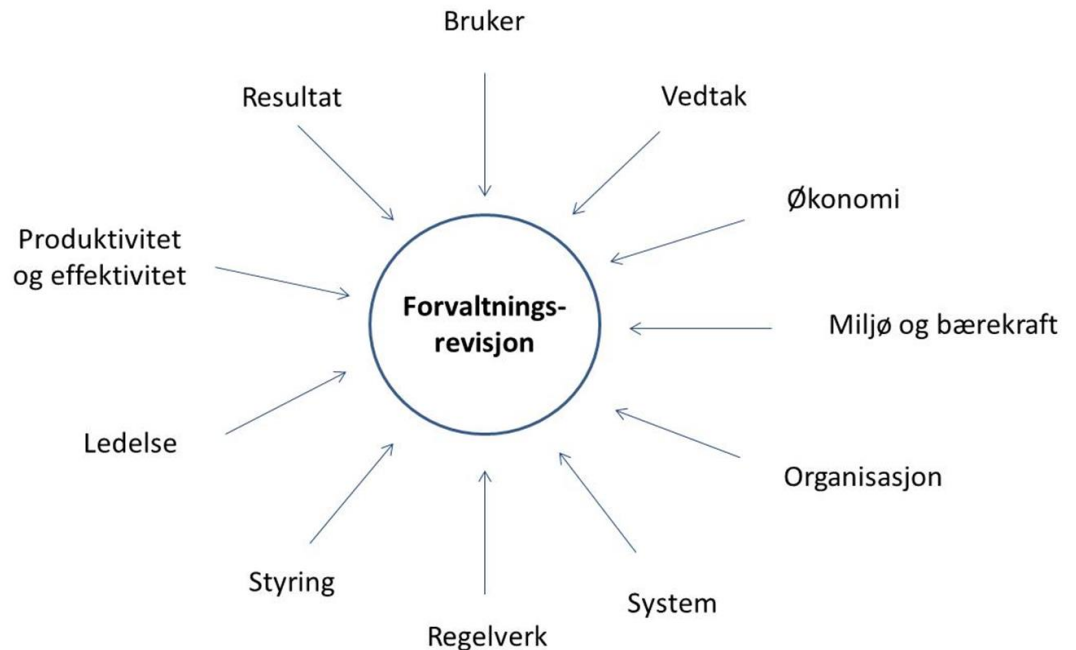 Bruker
Resultat
Vedtak
Økonomi
Produktivitet
og effektivitet
Forvaltnings-
revisjon
Miljø og bærekraft
Ledelse
Organisasjon
Styring
System
Regelverk